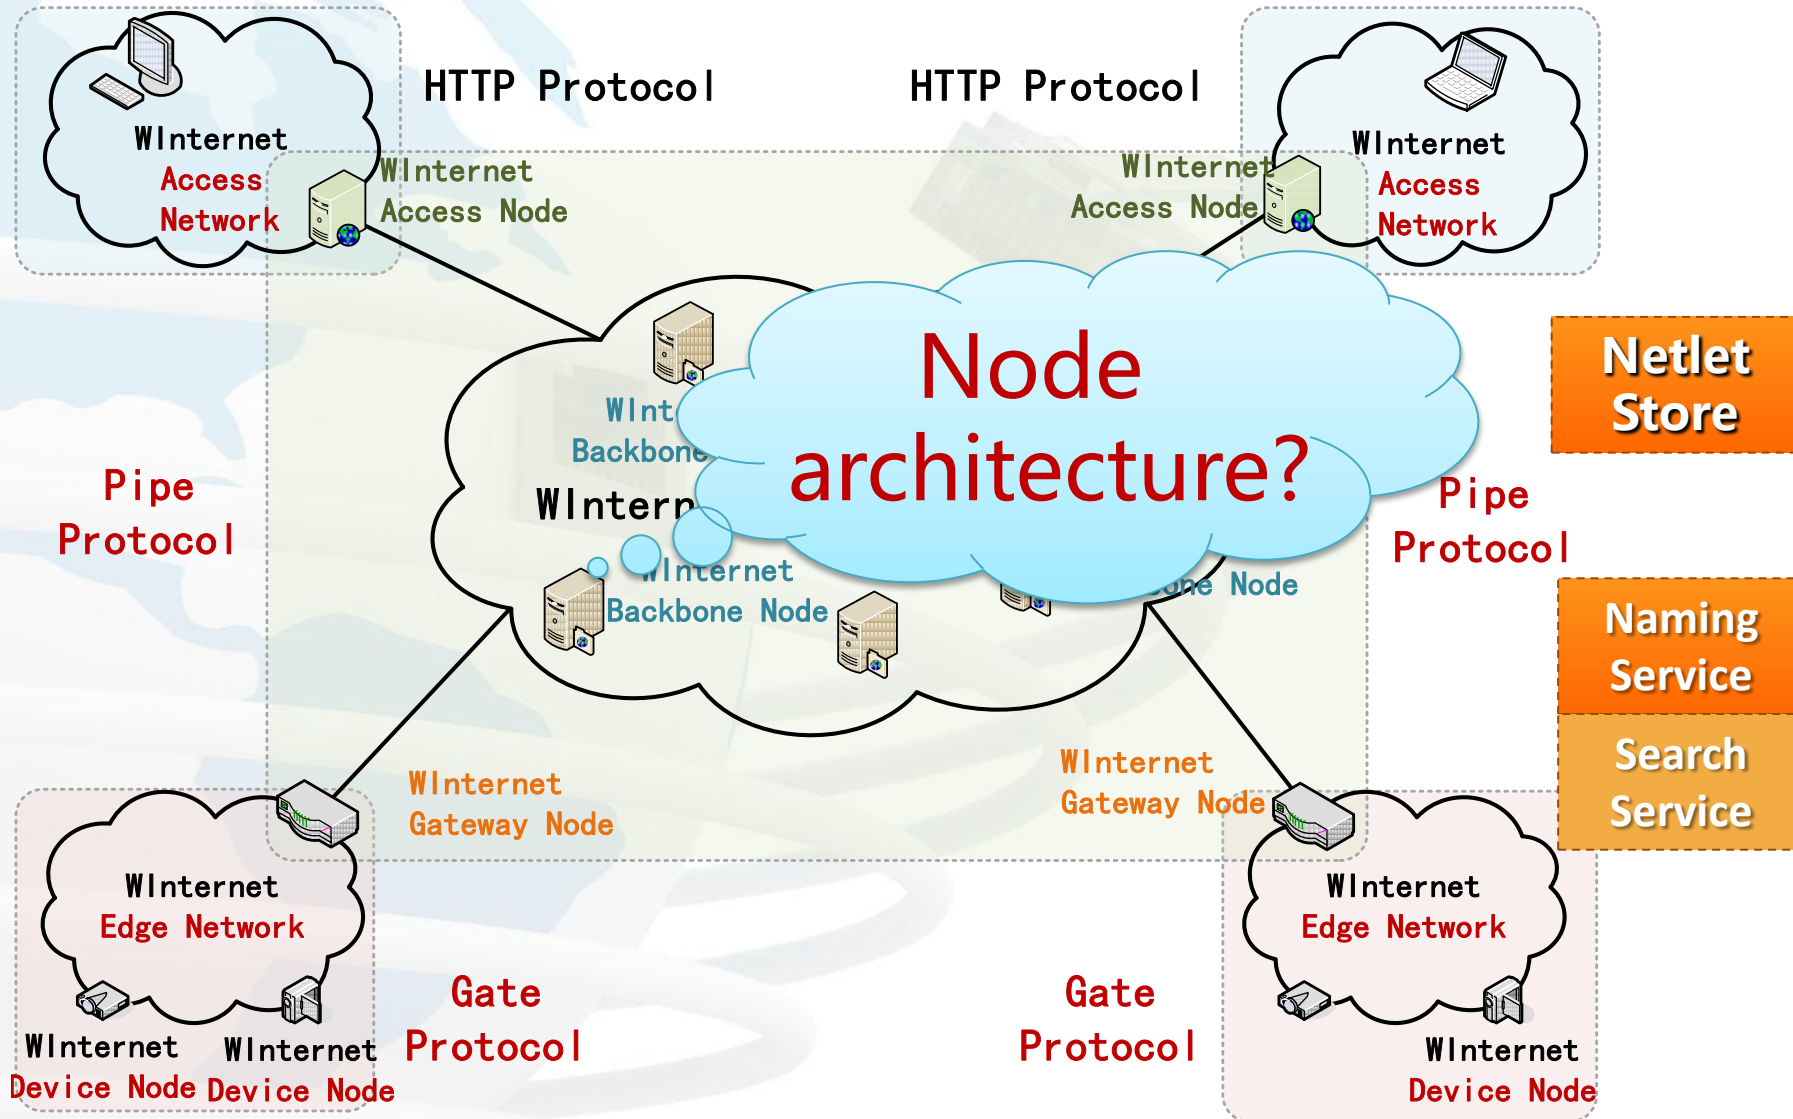 HTTP Protocol
HTTP Protocol
WInternet
Access
Network
WInternet
Access Node
WInternet
Access Node
WInternet
Access
Network
Node
architecture?
Netlet
Store
Backbone
Pipe
Protocol
Pipe
Protocol
WInternet
Backbone Node
Node
Naming
Service
Search
Service
WInternet
Gateway Node
WInternet
Gateway Node
WInternet
Edge Network
WInternet
Edge Network
Gate
Protocol
Gate
Protocol
WInternet
Device Node
WInternet
Device Node
WInternet
Device Node